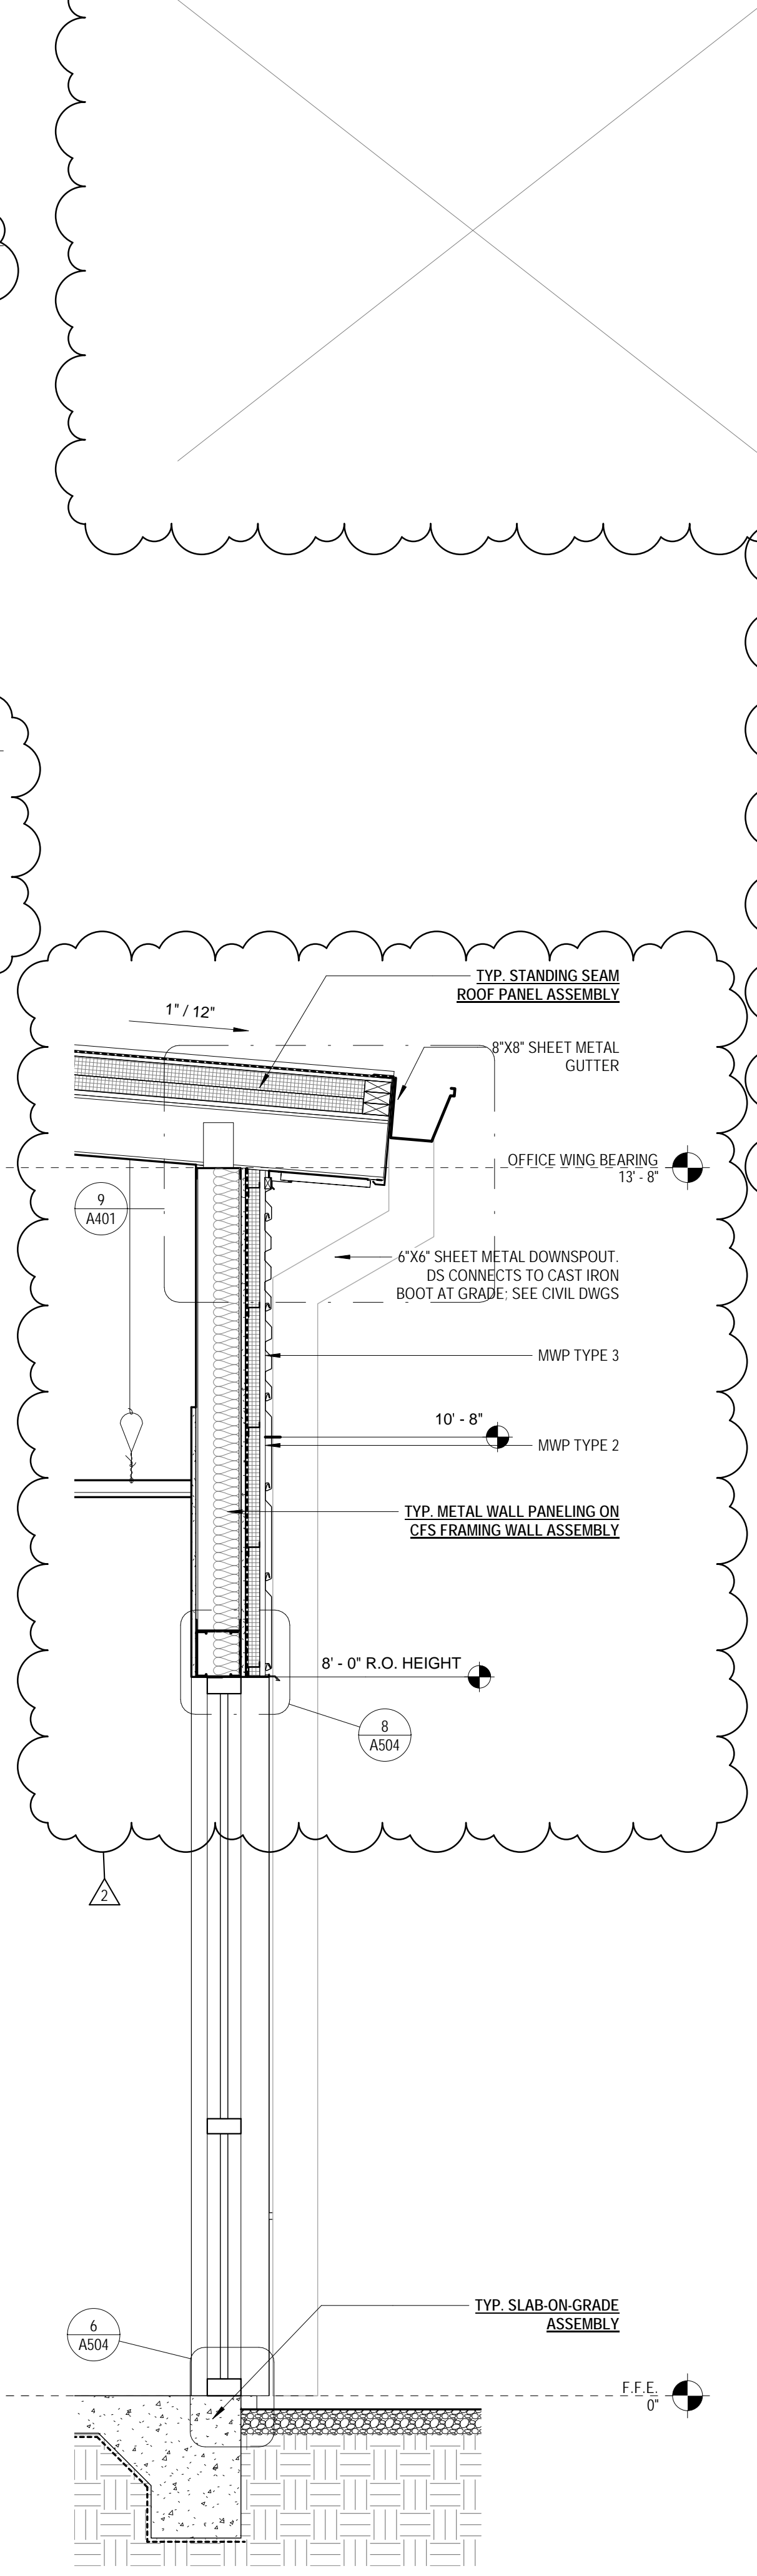 TYP. STANDING SEAM
ROOF PANEL ASSEMBLY
1" / 12"
8"X8" SHEET METAL
GUTTER
OFFICE WING BEARING
13' - 8"
9
A401
6"X6" SHEET METAL DOWNSPOUT.
DS CONNECTS TO CAST IRON
BOOT AT GRADE; SEE CIVIL DWGS
MWP TYPE 3
10' - 8"
MWP TYPE 2
TYP. METAL WALL PANELING ON
CFS FRAMING WALL ASSEMBLY
8' - 0" R.O. HEIGHT
8
A504
2
TYP. SLAB-ON-GRADE
ASSEMBLY
6
A504
F.F.E.
0"